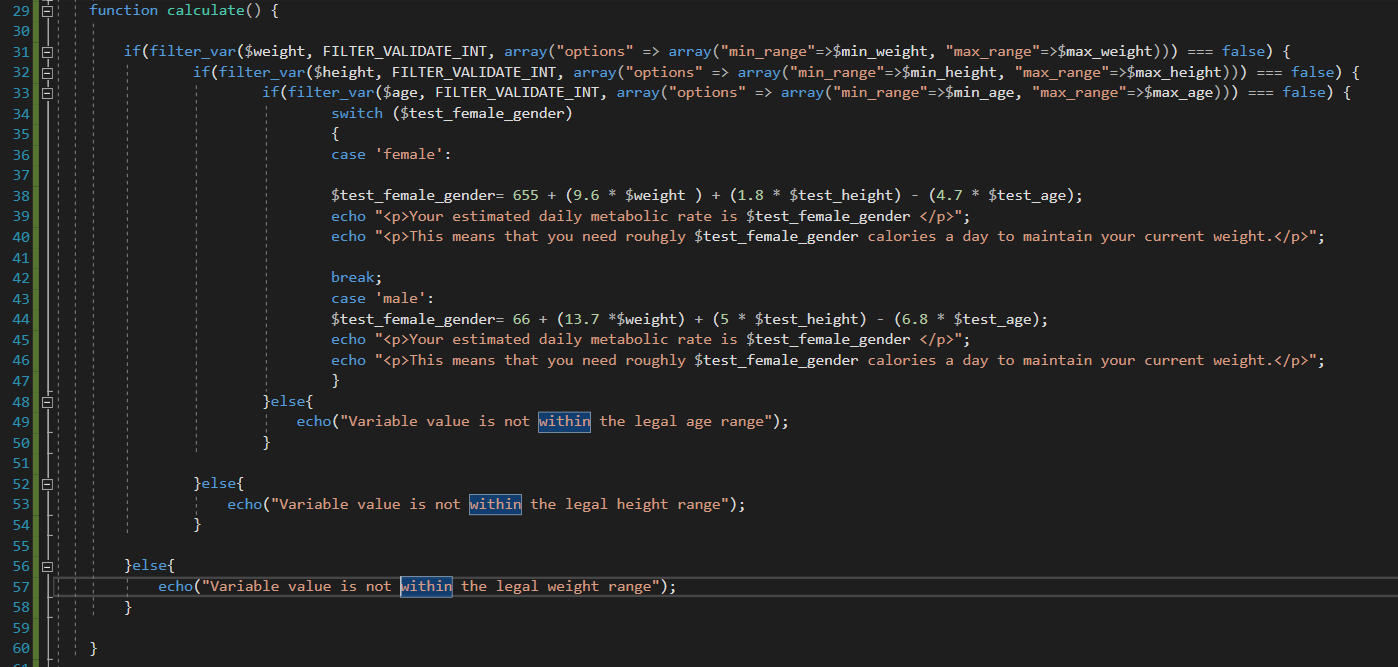 29 function calculate() {
30
31 if(filter_var($weight, FILTER_VALIDATE_INT, array("options" => array("min_range"=>$min_weight, "max_range"=>$max_weight))) === false) {
32 if(filter_var($height, FILTER_VALIDATE_INT, array("options" => array("min_range"=>$min_height, "max_range"=>$max_height))) === false) {
33 if(filter_var($age, FILTER_VALIDATE_INT, array("options" => array("min_range"=>$min_age, "max_range"=>$max_age))) === false) {
34 switch ($test_female_gender)
35 {
36 case 'female':
37
38 $test_female_gender= 655 + (9.6 * $weight ) + (1.8 * $test_height) - (4.7 * $test_age);
39 echo "<p>Your estimated daily metabolic rate is $test_female_gender </p>";
40 echo "<p>This means that you need rouhgly $test_female_gender calories a day to maintain your current weight.</p>";
41
42 break;
43 case 'male':
44 $test_female_gender= 66 + (13.7 *$weight) + (5 * $test_height) - (6.8 * $test_age);
45 echo "<p>Your estimated daily metabolic rate is $test_female_gender </p>";
46 echo "<p>This means that you need roughly $test_female_gender calories a day to maintain your current weight.</p>";
47 }
48 }else{
49 echo("Variable value is not within the legal age range");
50 }
51
52 }else{
53 echo("Variable value is not within the legal height range");
54 }
55
56 }else{
57 echo("Variable value is not within the legal weight range");
58 }
59
60 }
61